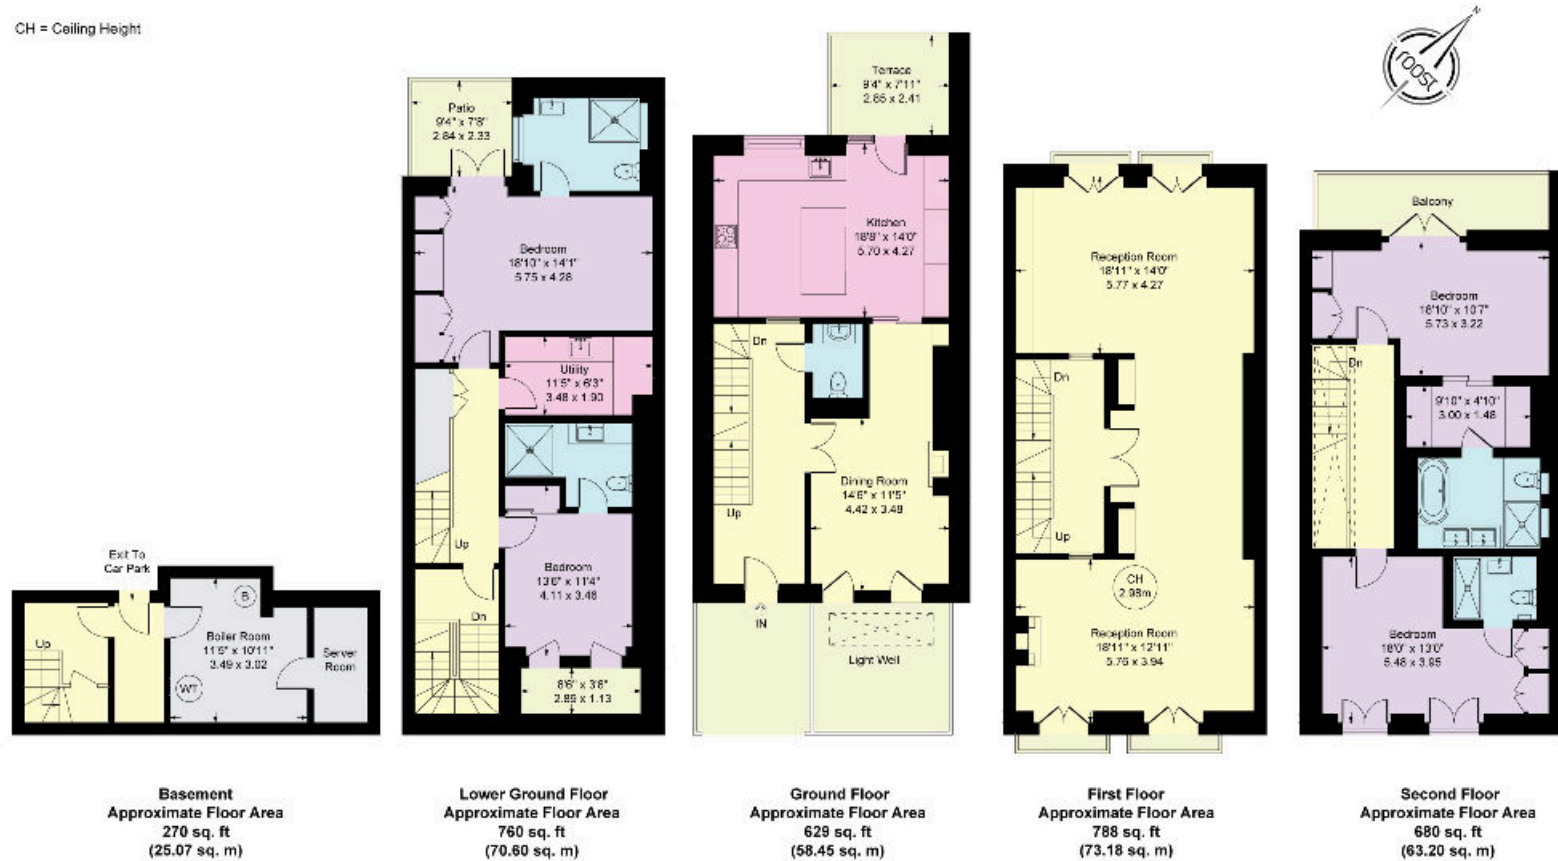 CH = Ceiling Height
N
roost
Exit To
Car Park
Up
Boiler Room
11'5" x 10'11"
3.49 x 3.02
B
WT
Server
Room
Basement
Approximate Floor Area
270 sq. ft
(25.07 sq. m)
Patio
9'4" x 7'8"
2.84 x 2.33
Bedroom
18'10" x 14'1"
5.75 x 4.28
Utility
11'5" x 6'3"
3.48 x 1.90
Up
Bedroom
13'6" x 11'4"
4.11 x 3.46
Dn
8'6" x 3'8"
2.89 x 1.13
Lower Ground Floor
Approximate Floor Area
760 sq. ft
(70.60 sq. m)
Terrace
9'4" x 7'11"
2.85 x 2.41
Kitchen
18'8" x 14'0"
5.70 x 4.27
Dn
Dining Room
14'6" x 11'5"
4.42 x 3.48
Up
IN
Light Well
Ground Floor
Approximate Floor Area
629 sq. ft
(58.45 sq. m)
Reception Room
18'11" x 14'0"
5.77 x 4.27
Dn
Up
CH
2.98m
Reception Room
18'11" x 12'11"
5.76 x 3.94
First Floor
Approximate Floor Area
788 sq. ft
(73.18 sq. m)
Balcony
Bedroom
18'10" x 10'7"
5.73 x 3.22
Dn
9'10" x 4'10"
3.00 x 1.48
Bedroom
18'0" x 13'0"
5.48 x 3.95
Second Floor
Approximate Floor Area
680 sq. ft
(63.20 sq. m)